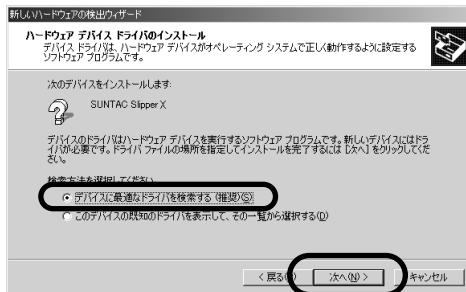 新しいハードウェアの検出ウィザード
ハードウェア デバイス ドライバのインストール
デバイス ドライバは、ハードウェア デバイスがオペレーティング システムで正しく動作するように設定する
ソフトウェア プログラムです。
次のデバイスをインストールします:
SUNTAC Slipper X
デバイスのドライバはハードウェア デバイスを実行するソフトウェア プログラムです。新しいデバイスにはドラ
イバが必要です。ドライバ ファイルの場所を指定してインストールを完了するには [次へ] をクリックしてくだ
さい。
検索方法を選択してください。
デバイスに最適なドライバを検索する (推奨)(S)
このデバイスの既知のドライバを表示して、その一覧から選択する(D)
< 戻る(B)
次へ(N) >
キャンセル